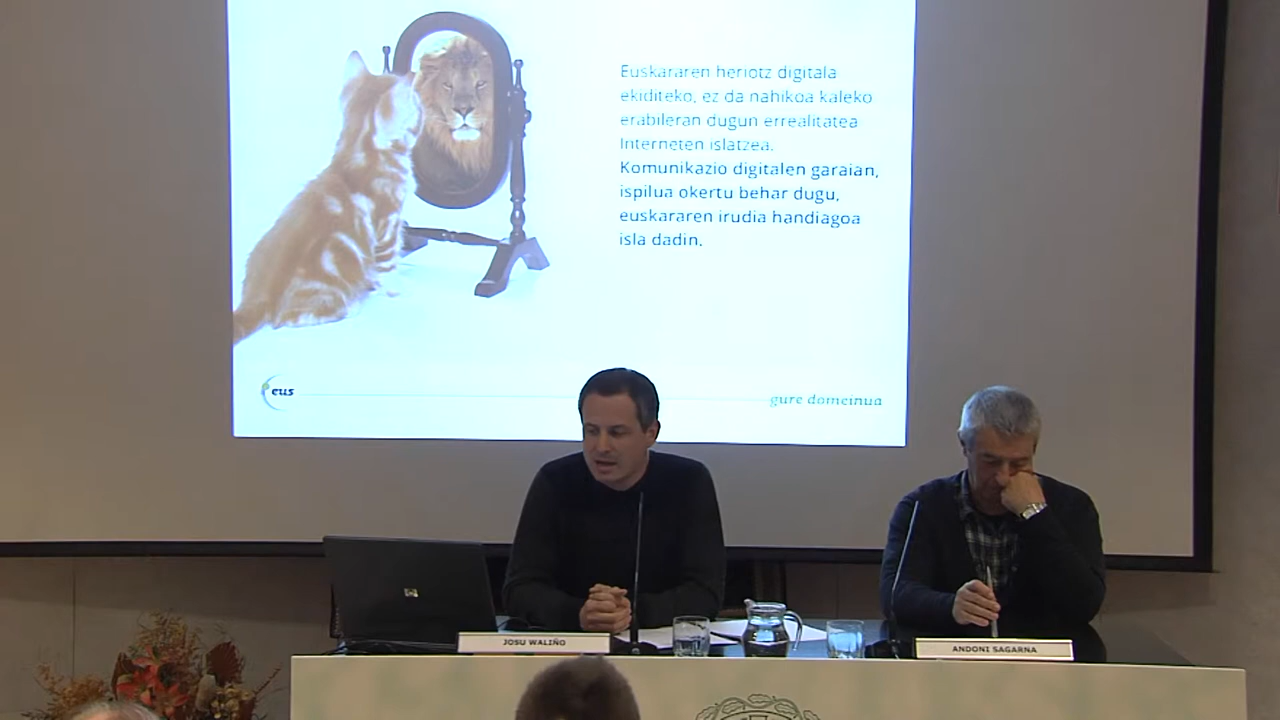 Euskararen heriotz digitala
ekiditeko, ez da nahikoa kaleko
erabileran dugun errealitatea
Interneten islatzea.
Komunikazio digitalen garaian,
ispilua okertu behar dugu,
euskararen irudia handiagoa
isla dadin.
eus
gure domeinua
hp
JOSU WALIÑO
ANDONI SAGARNA